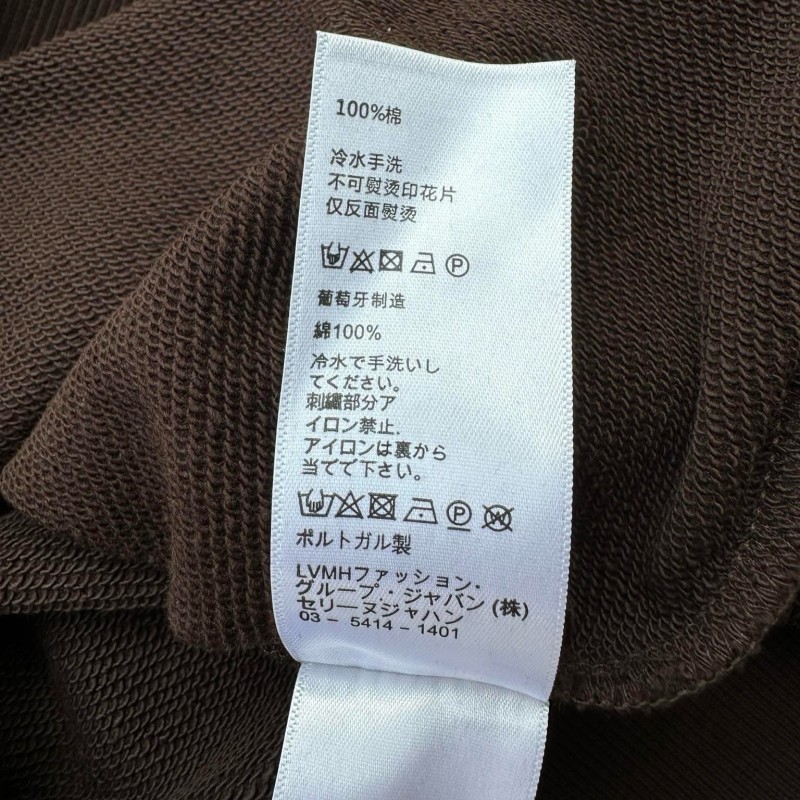 100%棉
冷水手洗
不可熨烫印花片
仅反面熨烫
P
葡萄牙制造
綿100%
冷水で手洗いし
てください。
刺繍部分ア
イロン禁止.
アイロンは裏から
当てで下さい。
P W
ポルトガル製
LVMHファッション・
グループ・ジャパン (株)
セリーヌジャハン
03 - 5414 - 1401